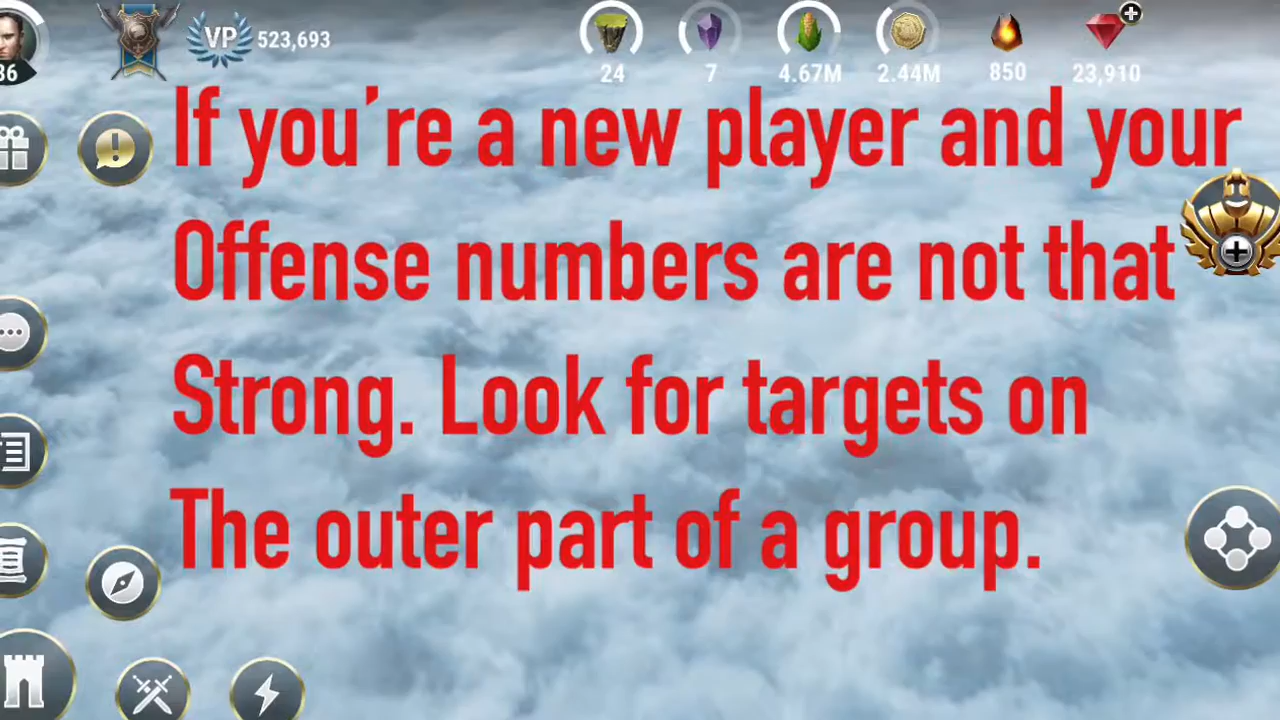 VP 523,693
36
24 7 4.67M 2.44M 850 23,910
If you're a new player and your
Offense numbers are not that
Strong. Look for targets on
The outer part of a group.